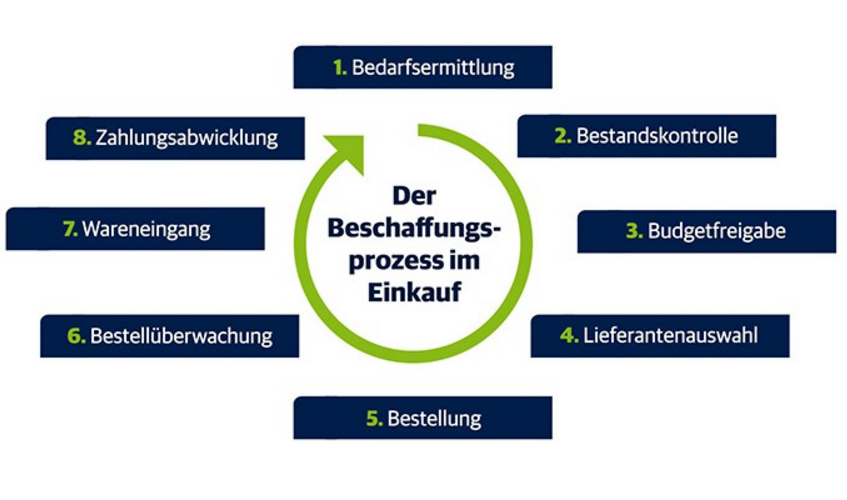 1. Bedarfsermittlung
2. Bestandskontrolle
3. Budgetfreigabe
4. Lieferantenauswahl
5. Bestellung
6. Bestellüberwachung
7. Wareneingang
8. Zahlungsabwicklung
Der
Beschaffungs-
prozess im
Einkauf